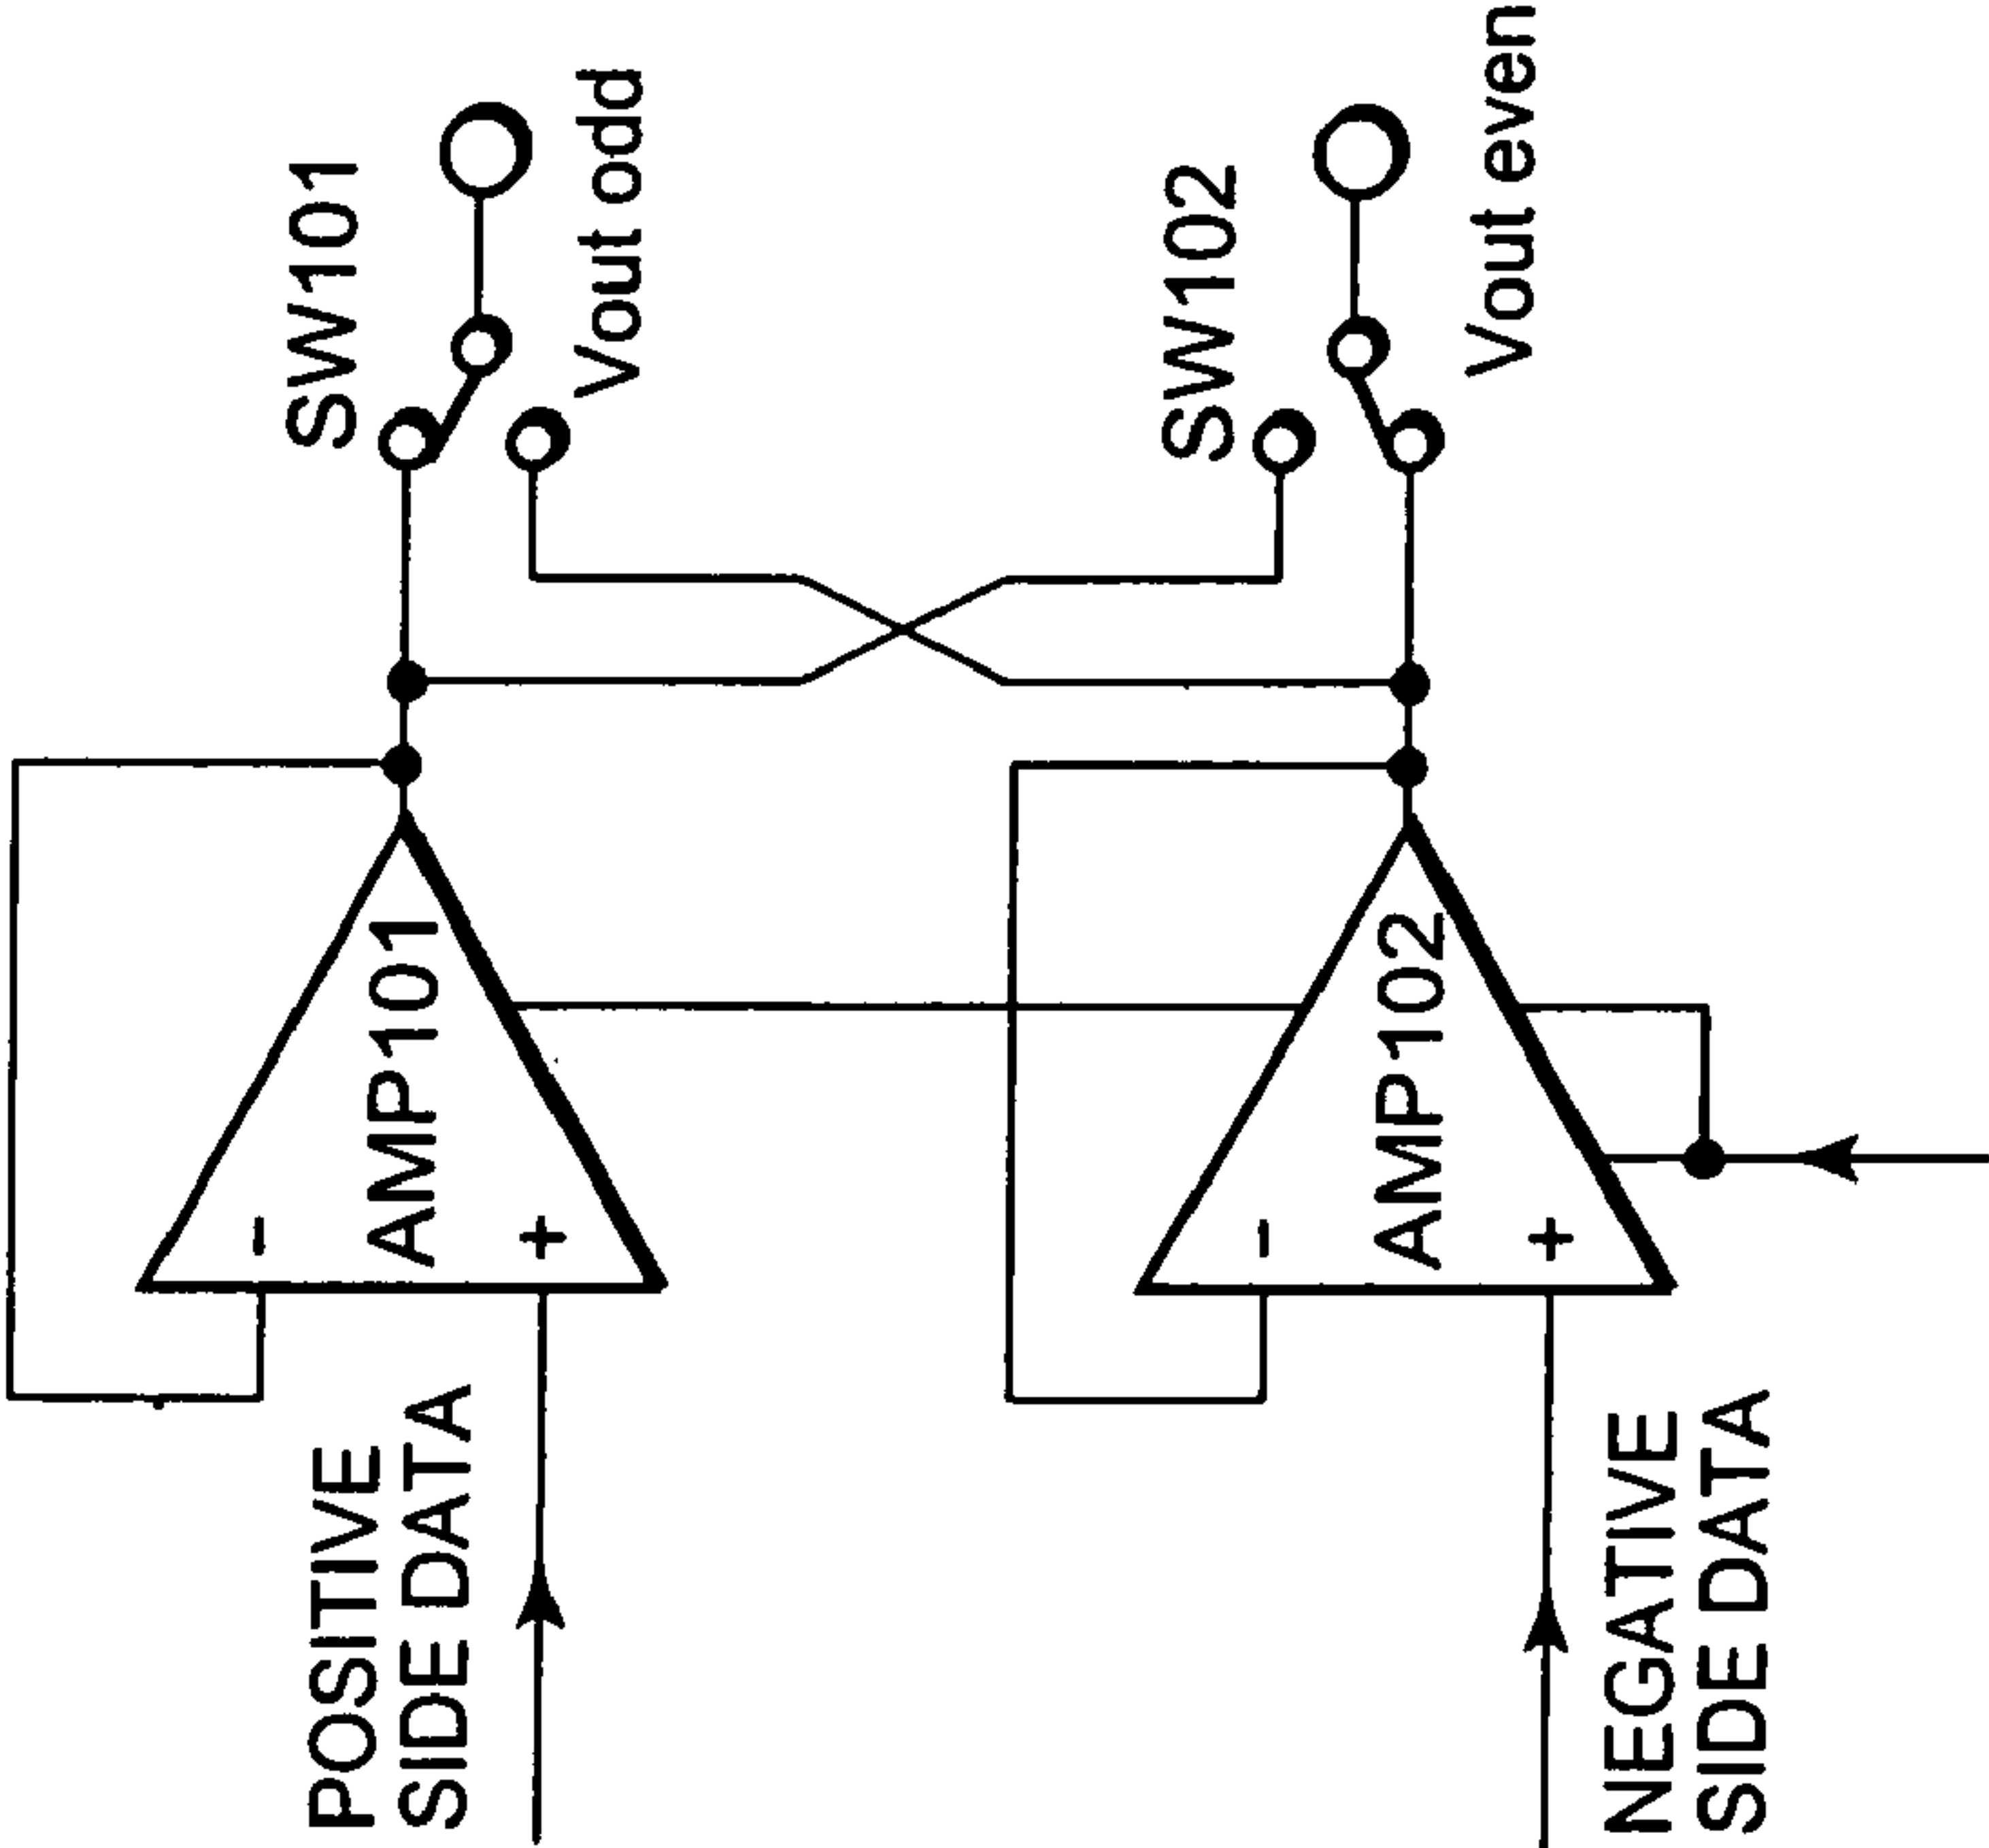 POSITIVE
SIDE DATA
-
+
AMP101
SW101
Vout odd
NEGATIVE
SIDE DATA
-
+
AMP102
SW102
Vout even